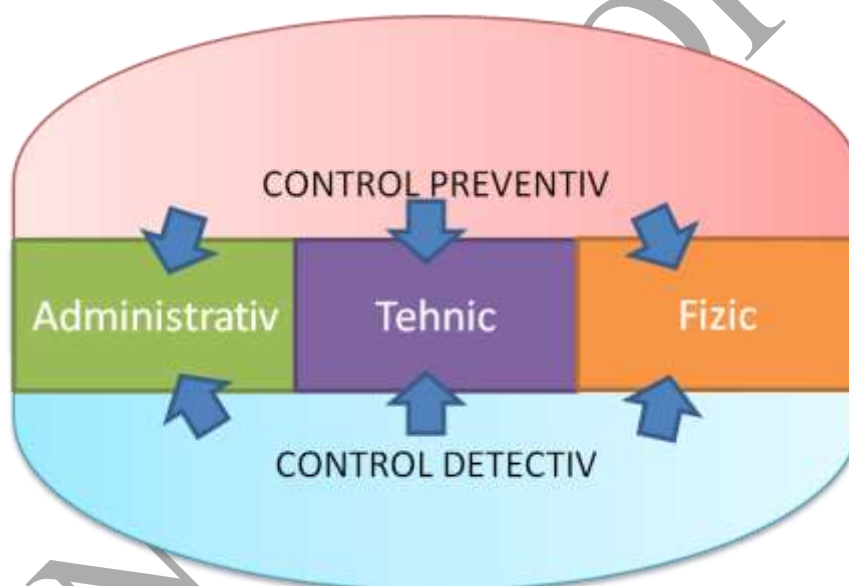 CONTROL PREVENTIV
Administrativ
Tehnic
Fizic
CONTROL DETECTIV